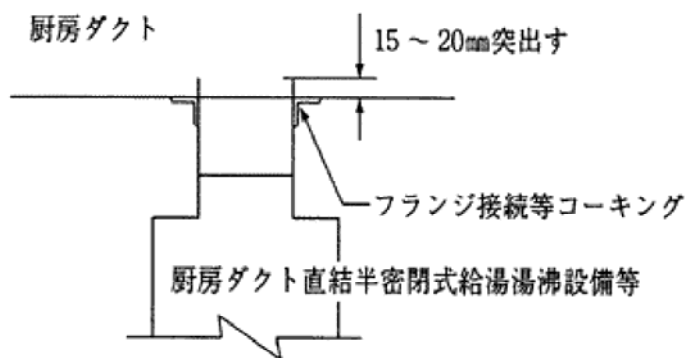 厨房ダクト
15～20㎜突出す
フランジ接続等コーキング
厨房ダクト直結半密閉式給湯湯沸設備等